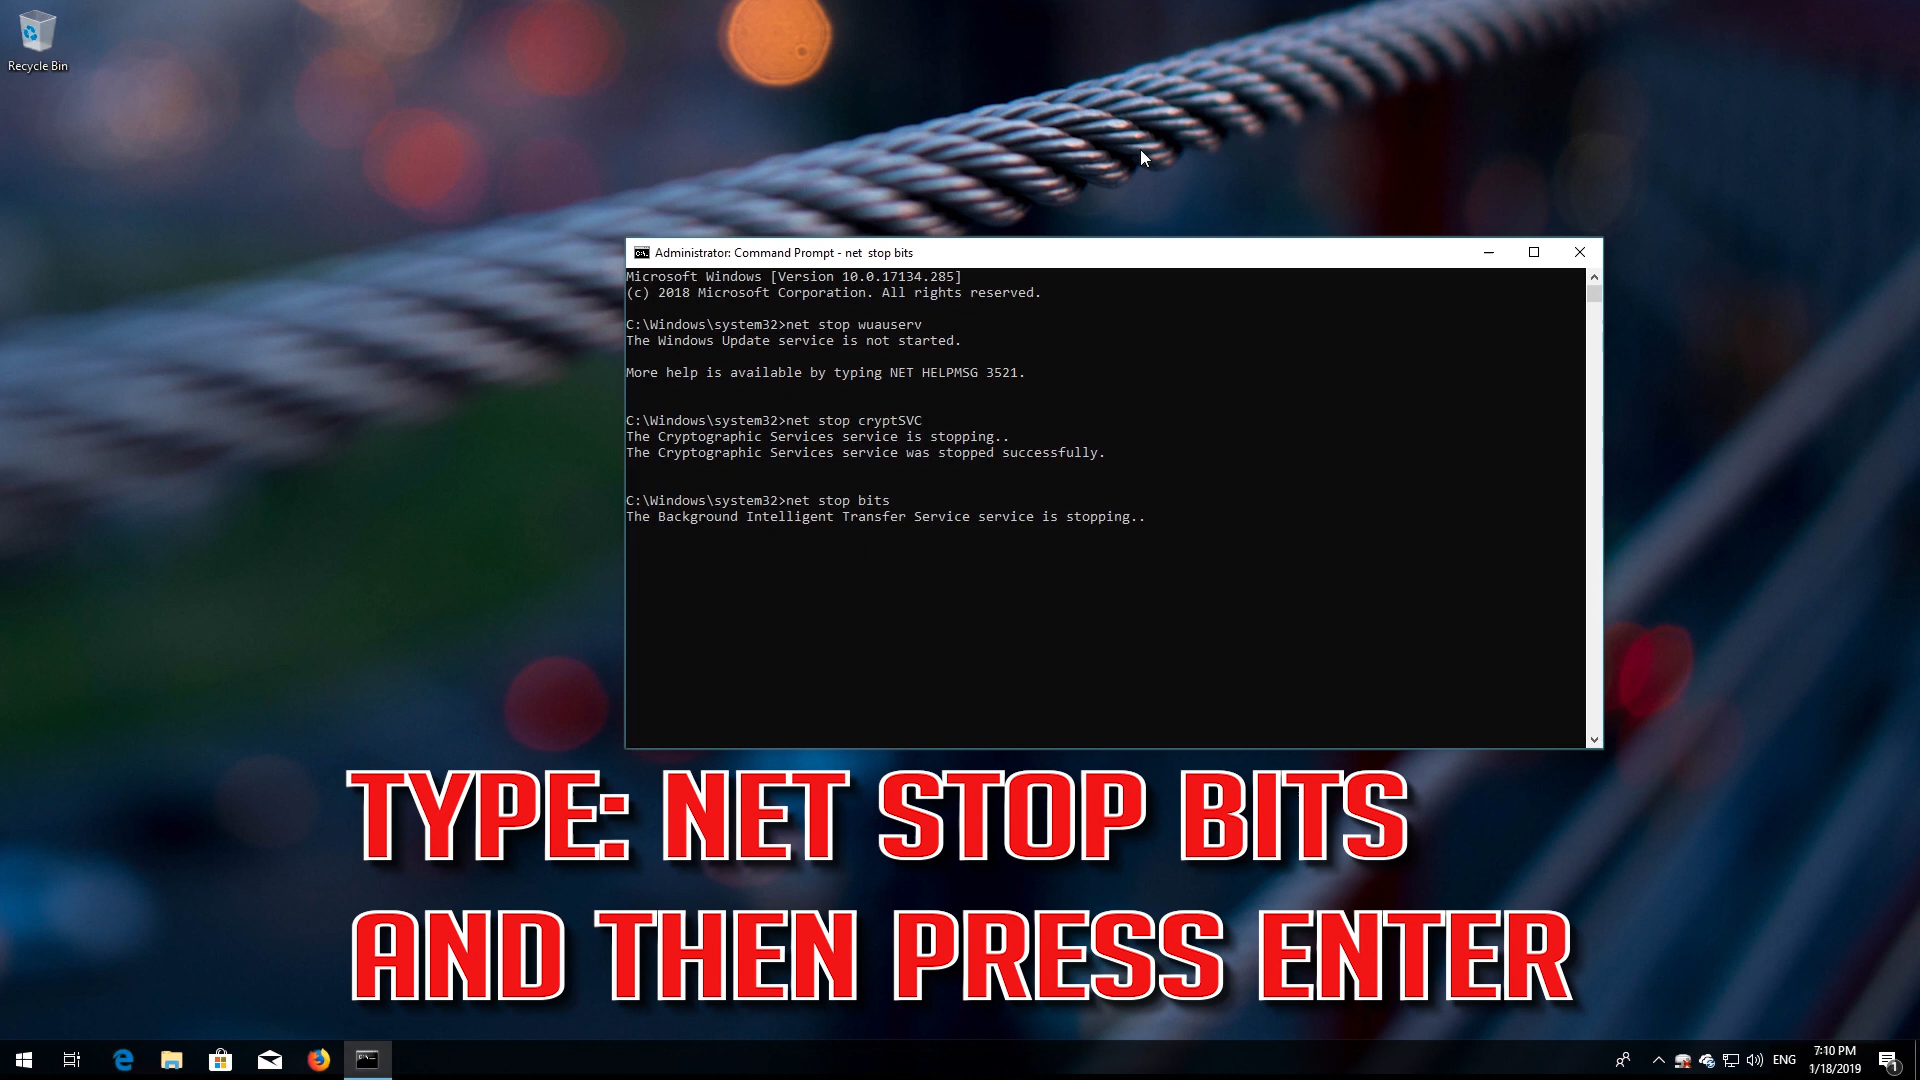 Recycle Bin
Administrator: Command Prompt - net stop bits
Microsoft Windows [Version 10.0.17134.285]
(c) 2018 Microsoft Corporation. All rights reserved.
C:\Windows\system32>net stop wuauserv
The Windows Update service is not started.
More help is available by typing NET HELPMSG 3521.
C:\Windows\system32>net stop cryptSVC
The Cryptographic Services service is stopping..
The Cryptographic Services service was stopped successfully.
C:\Windows\system32>net stop bits
The Background Intelligent Transfer Service service is stopping..
TYPE: NET STOP BITS
AND THEN PRESS ENTER
ENG
7:10 PM
1/18/2019
1